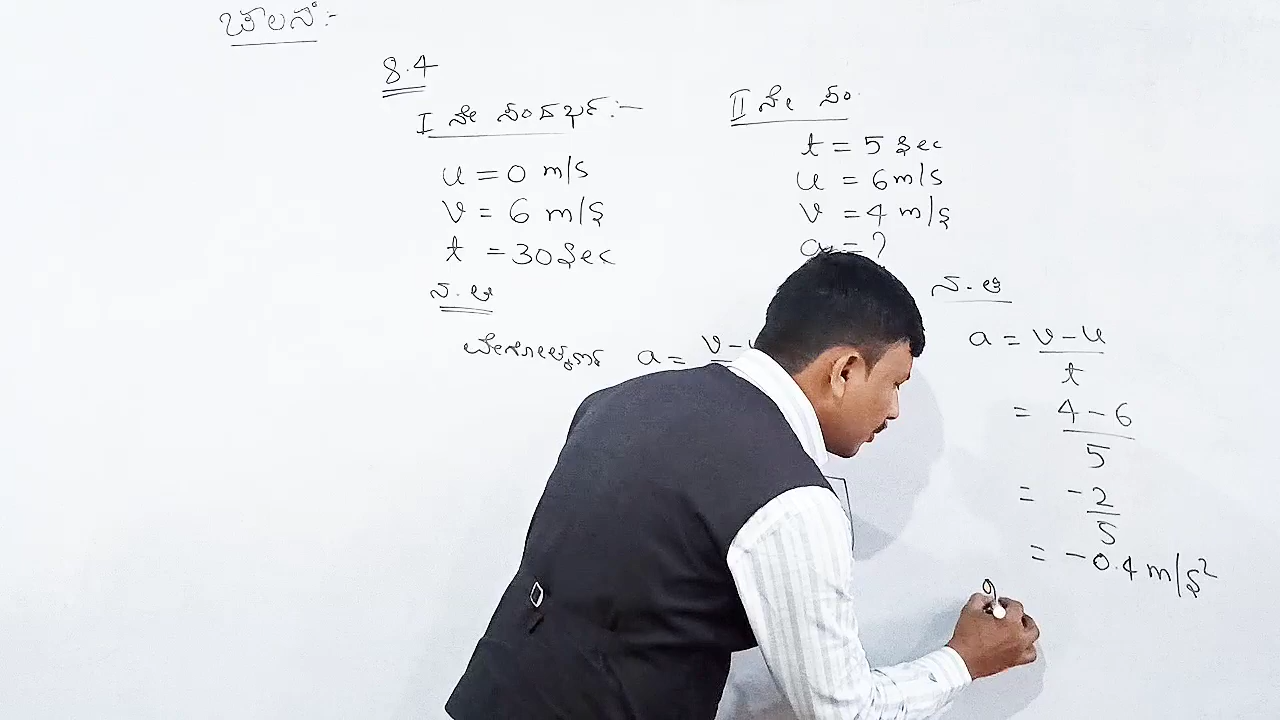 ಚಲನೆ:-
8.4
I ನೇ ಸಂದರ್ಭ:-
u = 0 m/s
v = 6 m/s
t = 30 sec
ನ.ಆ
a = v-u
II ನೇ ಸಂ.
t = 5 sec
u = 6 m/s
v = 4 m/s
a = ?
ನ.ಆ
a = v-u
t
= 4-6
5
= -2
5
= -0.4 m/s²